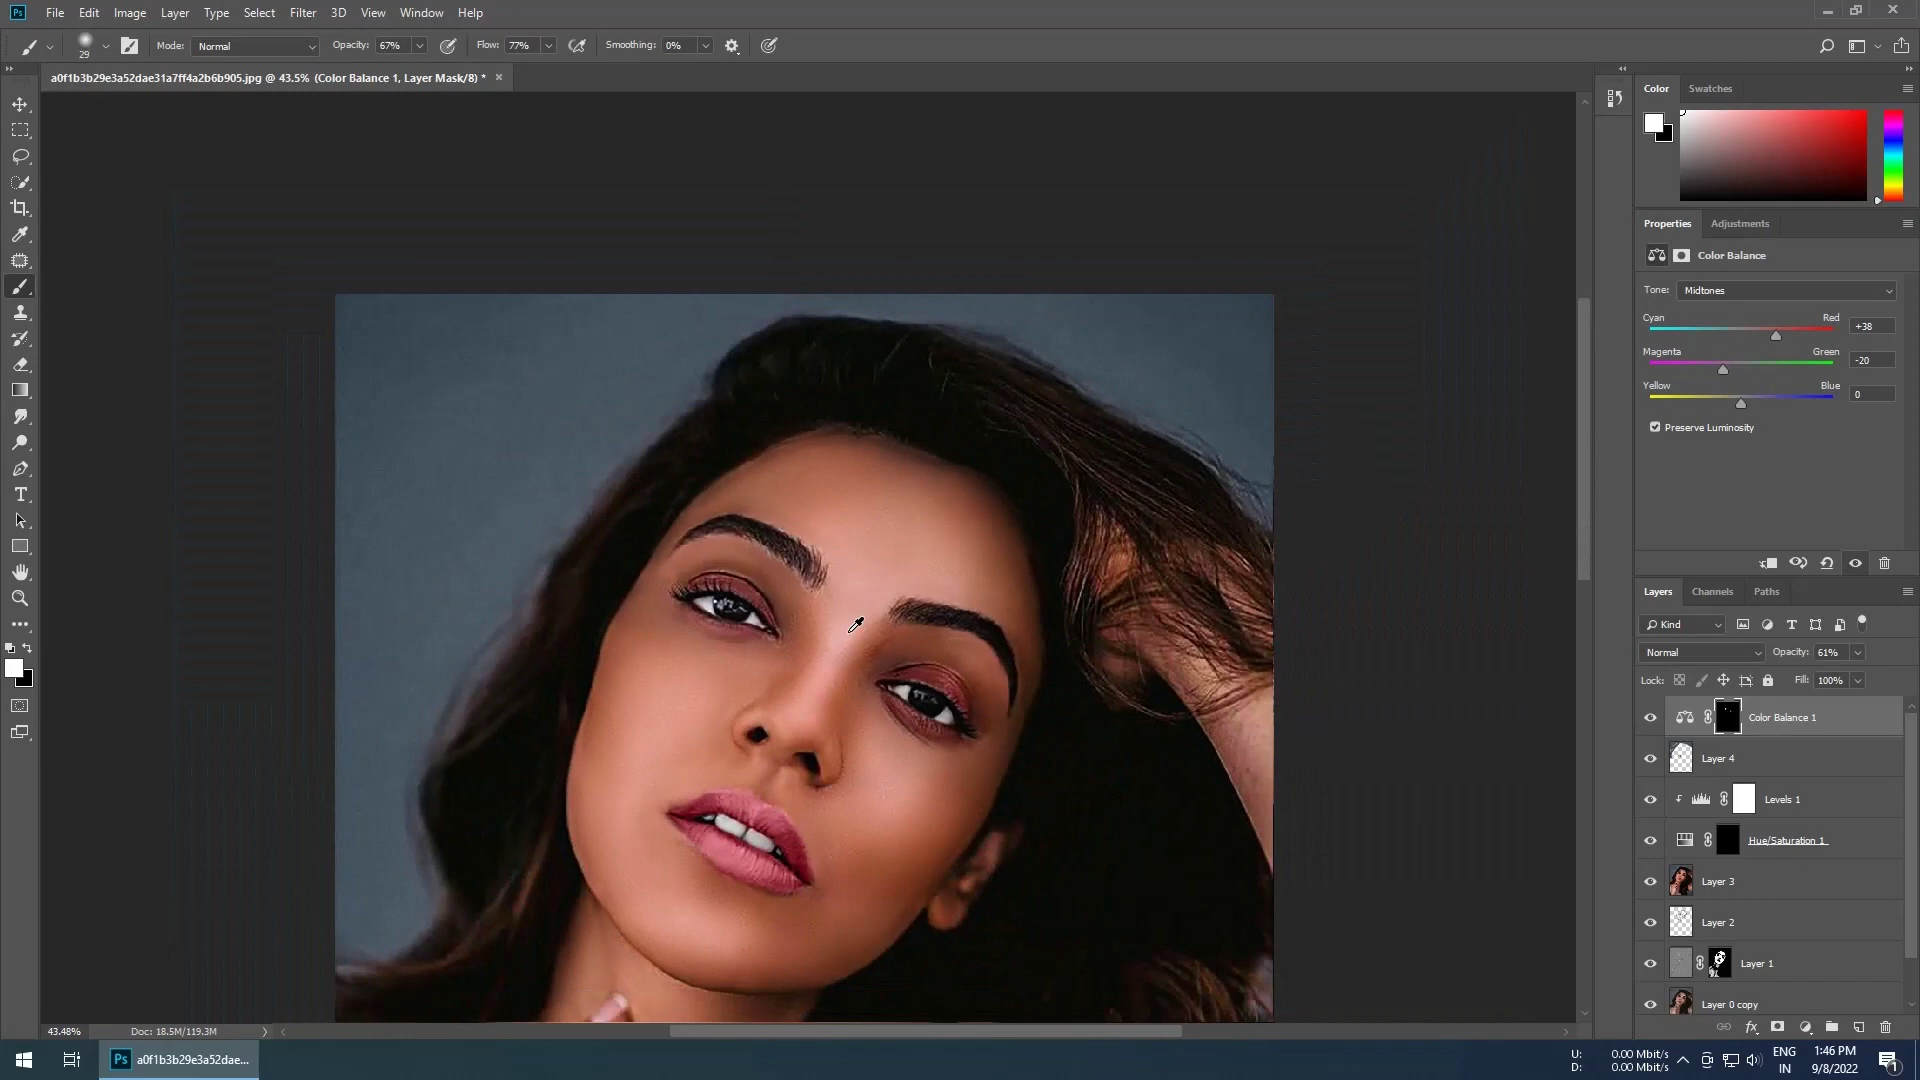 Ps File Edit Image Layer Type Select Filter 3D View Window Help
29 Mode: Normal Opacity: 67% Flow: 77% Smoothing: 0%
a0f1b3b29e3a52dae31a7ff4a2b6b905.jpg @ 43.5% (Color Balance 1, Layer Mask/8) *
Color Swatches
Properties Adjustments
Color Balance
Tone: Midtones
Cyan Red +38
Magenta Green -20
Yellow Blue 0
Preserve Luminosity
Layers Channels Paths
Kind
Normal Opacity: 61%
Lock: Fill: 100%
Color Balance 1
Layer 4
Levels 1
Hue/Saturation 1
Layer 3
Layer 2
Layer 1
Layer 0 copy
fx
43.48% Doc: 18.5M/119.3M
Ps a0f1b3b29e3a52dae...
U: 0.00 Mbit/s
D: 0.00 Mbit/s
ENG
IN
1:46 PM
9/8/2022
1